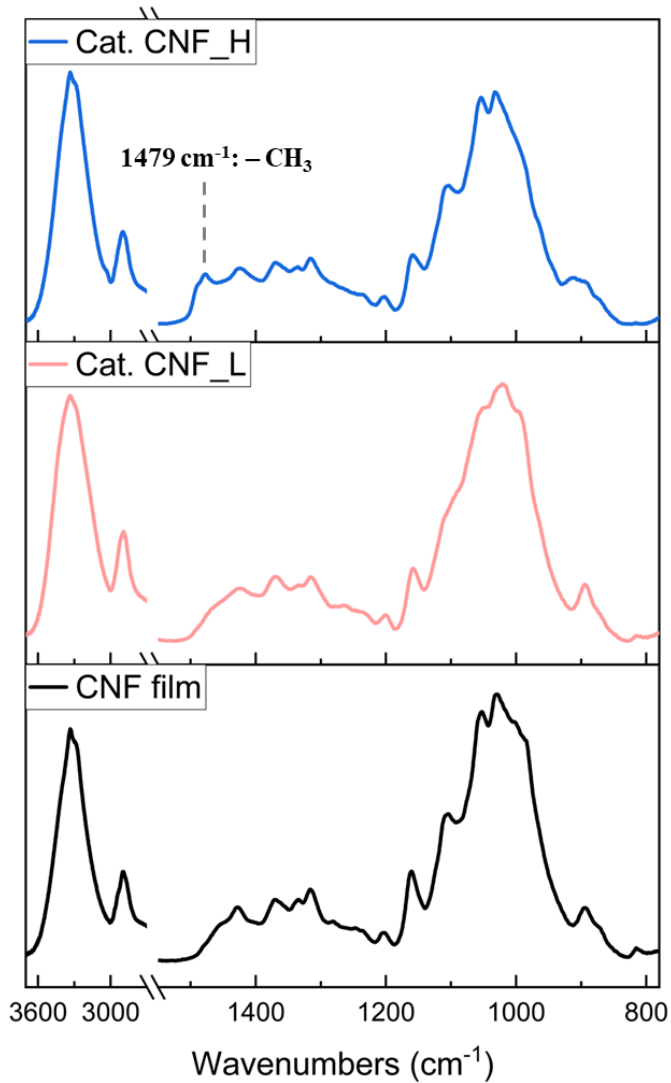 Cat. CNF_H
1479 cm⁻¹: – CH₃
Cat. CNF_L
CNF film
3600 3000 1400 1200 1000 800
Wavenumbers (cm⁻¹)